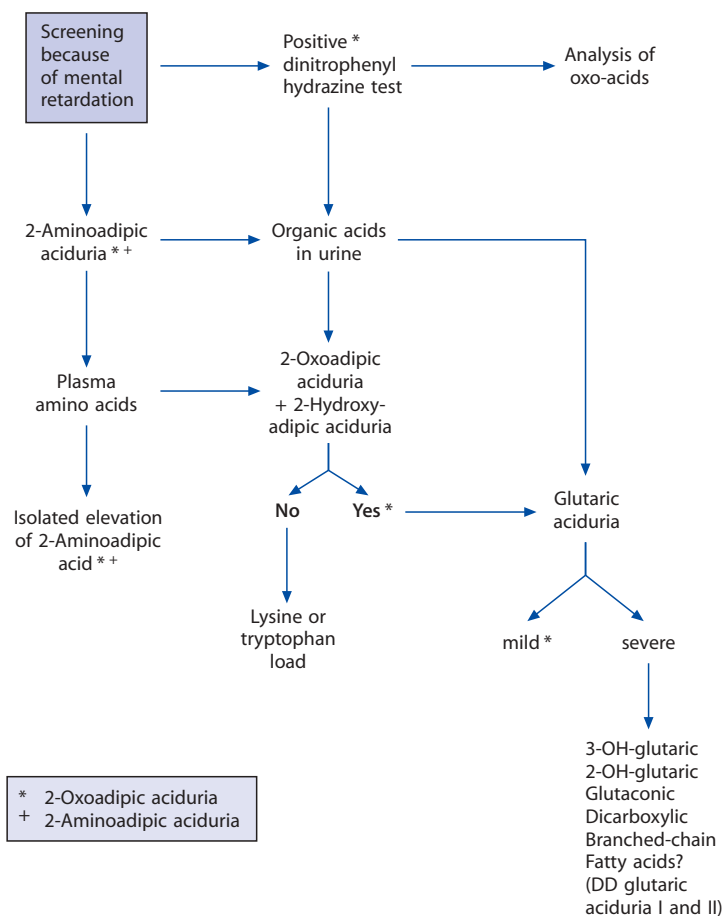 Screening
because
of mental
retardation
Positive *
dinitrophenyl
hydrazine test
Analysis of
oxo-acids
2-Aminoadipic
aciduria * +
Organic acids
in urine
Plasma
amino acids
2-Oxoadipic
aciduria
+ 2-Hydroxy-
adipic aciduria
No
Yes *
Glutaric
aciduria
Isolated elevation
of 2-Aminoadipic
acid * +
Lysine or
tryptophan
load
mild *
severe
3-OH-glutaric
2-OH-glutaric
Glutaconic
Dicarboxylic
Branched-chain
Fatty acids?
(DD glutaric
aciduria I and II)
* 2-Oxoadipic aciduria
+ 2-Aminoadipic aciduria